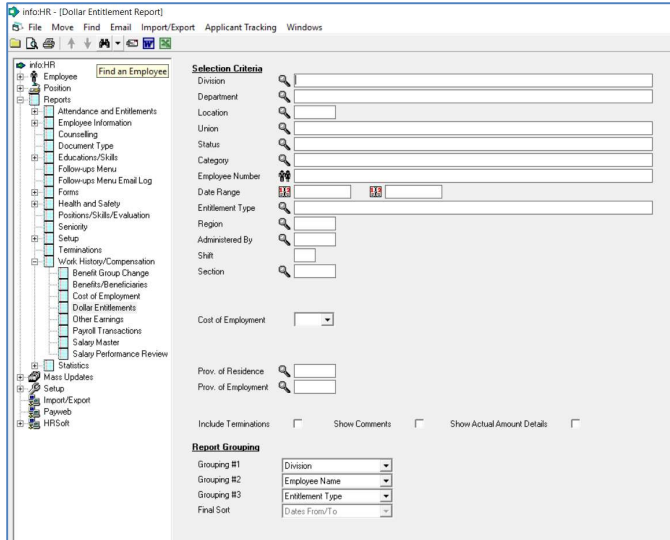 info:HR - [Dollar Entitlement Report]
File Move Find Email Import/Export Applicant Tracking Windows
info:HR
Find an Employee
Employee
Position
Reports
Attendance and Entitlements
Employee Information
Counselling
Document Type
Educations/Skills
Follow-ups Menu
Follow-ups Menu Email Log
Forms
Health and Safety
Positions/Skills/Evaluation
Seniority
Setup
Terminations
Work History/Compensation
Benefit Group Change
Benefits/Beneficiaries
Cost of Employment
Dollar Entitlements
Other Earnings
Payroll Transactions
Salary Master
Salary Performance Review
Statistics
Mass Updates
Setup
Import/Export
Payweb
HRSoft
Selection Criteria
Division
Department
Location
Union
Status
Category
Employee Number
Date Range
Entitlement Type
Region
Administered By
Shift
Section
Cost of Employment
Prov. of Residence
Prov. of Employment
Include Terminations Show Comments Show Actual Amount Details
Report Grouping
Grouping #1 Division
Grouping #2 Employee Name
Grouping #3 Entitlement Type
Final Sort Dates From/To